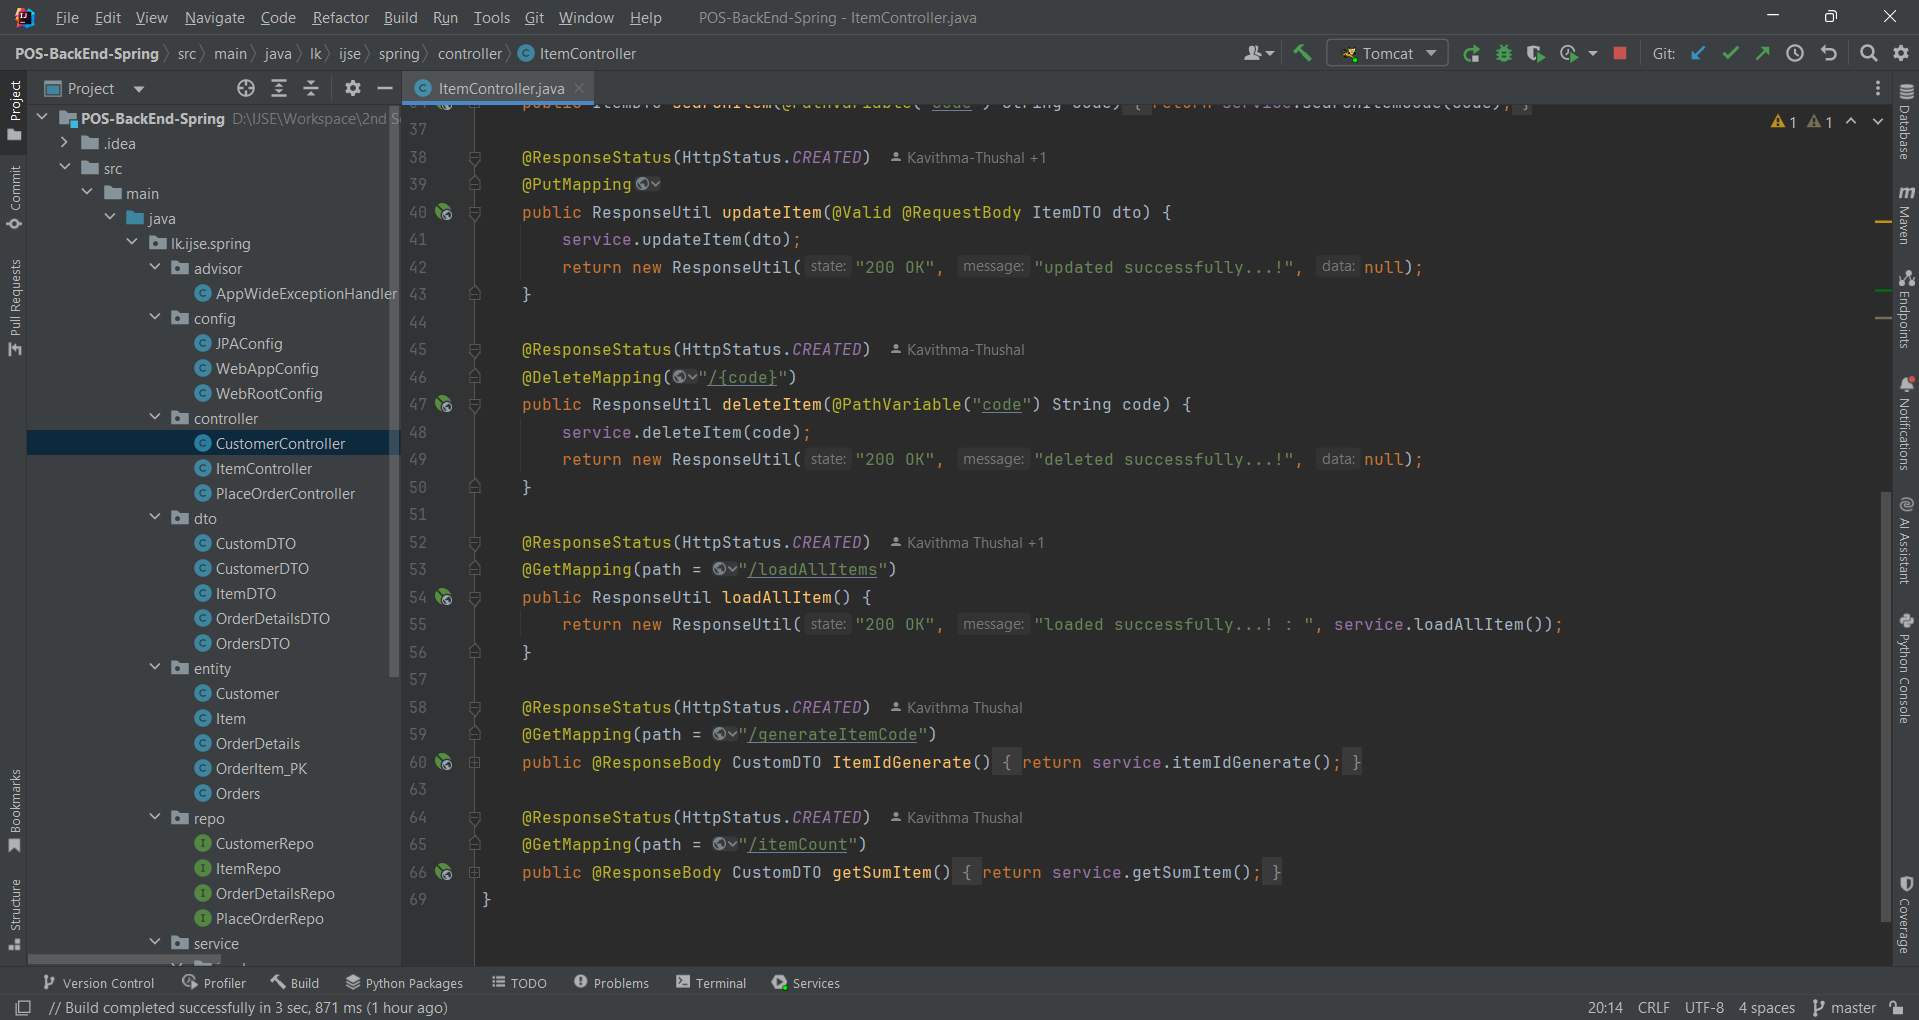 File Edit View Navigate Code Refactor Build Run Tools Git Window Help POS-BackEnd-Spring - ItemController.java
POS-BackEnd-Spring src main java lk ijse spring controller ItemController Tomcat Git:
Project ItemController.java
POS-BackEnd-Spring D:\IJSE\Workspace\2nd S
.idea
src
main
java
lk.ijse.spring
advisor
AppWideExceptionHandler
config
JPAConfig
WebAppConfig
WebRootConfig
controller
CustomerController
ItemController
PlaceOrderController
dto
CustomDTO
CustomerDTO
ItemDTO
OrderDetailsDTO
OrdersDTO
entity
Customer
Item
OrderDetails
OrderItem_PK
Orders
repo
CustomerRepo
ItemRepo
OrderDetailsRepo
PlaceOrderRepo
service
Project
Commit
Pull Requests
Bookmarks
Structure
1 1
37
38 @ResponseStatus(HttpStatus.CREATED) Kavithma-Thushal +1
39 @PutMapping
40 public ResponseUtil updateItem(@Valid @RequestBody ItemDTO dto) {
41 service.updateItem(dto);
42 return new ResponseUtil( state: "200 OK", message: "updated successfully...!", data: null);
43 }
44
45 @ResponseStatus(HttpStatus.CREATED) Kavithma-Thushal
46 @DeleteMapping("/{code}")
47 public ResponseUtil deleteItem(@PathVariable("code") String code) {
48 service.deleteItem(code);
49 return new ResponseUtil( state: "200 OK", message: "deleted successfully...!", data: null);
50 }
51
52 @ResponseStatus(HttpStatus.CREATED) Kavithma Thushal +1
53 @GetMapping(path = "/loadAllItems")
54 public ResponseUtil loadAllItem() {
55 return new ResponseUtil( state: "200 OK", message: "loaded successfully...! : ", service.loadAllItem());
56 }
57
58 @ResponseStatus(HttpStatus.CREATED) Kavithma Thushal
59 @GetMapping(path = "/generateItemCode")
60 public @ResponseBody CustomDTO ItemIdGenerate() { return service.itemIdGenerate(); }
63
64 @ResponseStatus(HttpStatus.CREATED) Kavithma Thushal
65 @GetMapping(path = "/itemCount")
66 public @ResponseBody CustomDTO getSumItem() { return service.getSumItem(); }
69 }
Database
Maven
Endpoints
Notifications
AI Assistant
Python Console
Coverage
Version Control Profiler Build Python Packages TODO Problems Terminal Services
// Build completed successfully in 3 sec, 871 ms (1 hour ago) 20:14 CRLF UTF-8 4 spaces master